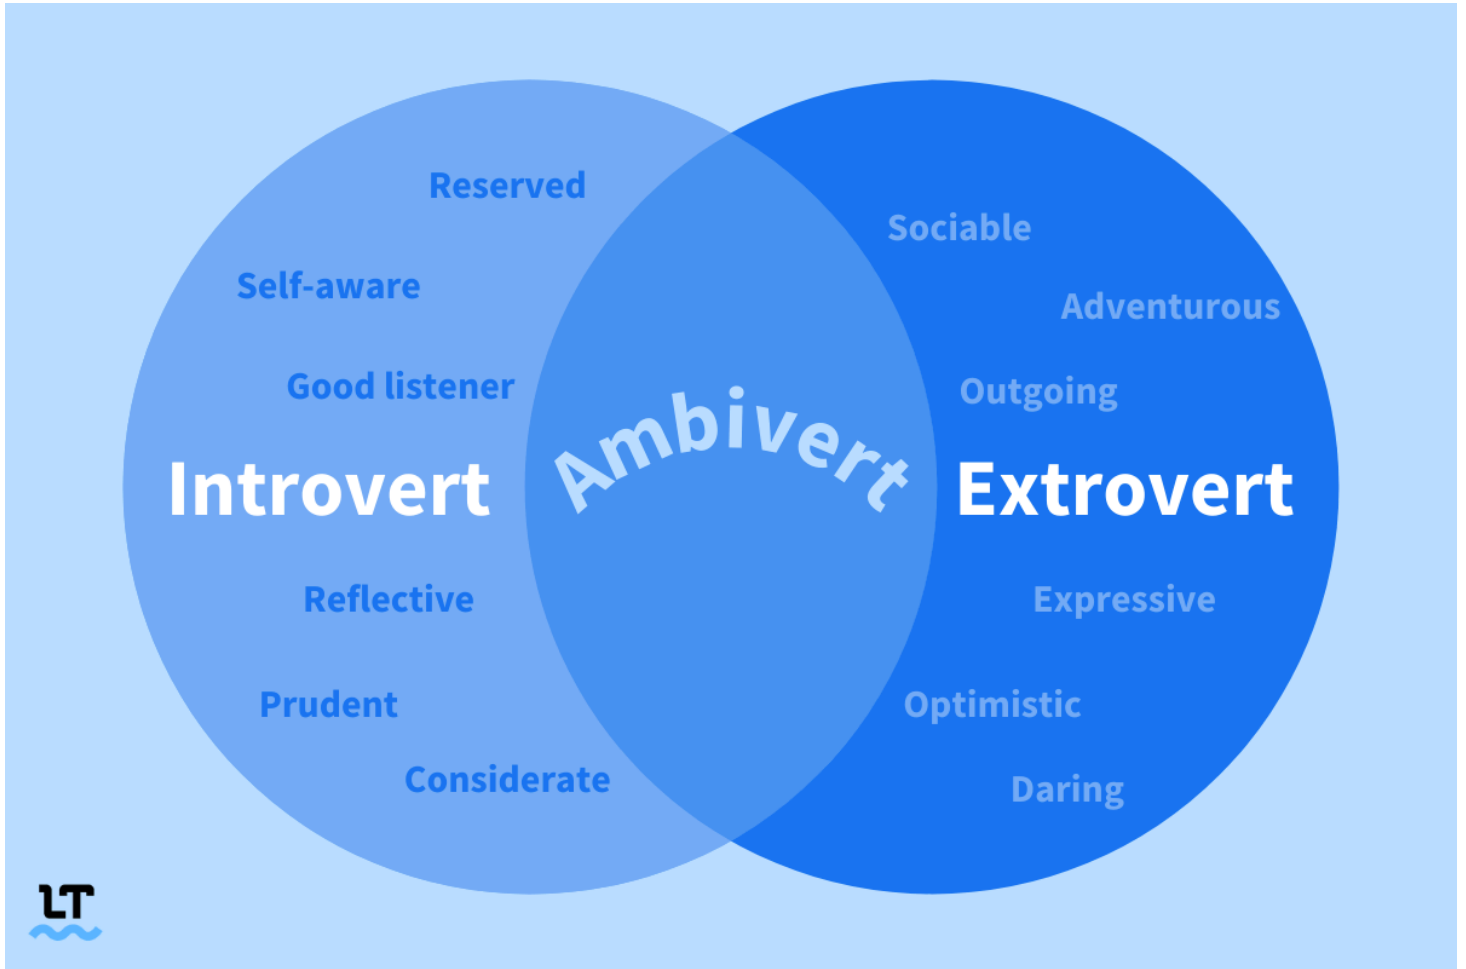 Reserved
Self-aware
Good listener
Introvert
Reflective
Prudent
Considerate
Ambivert
Sociable
Adventurous
Outgoing
Extrovert
Expressive
Optimistic
Daring
LT